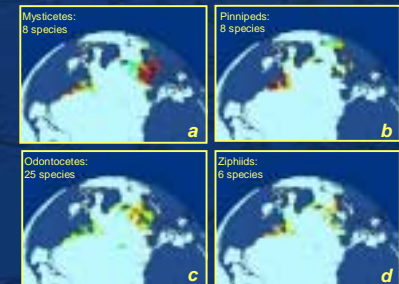 Mysticetes:
8 species
a
Pinnipeds:
8 species
b
Odontocetes:
25 species
c
Ziphiids:
6 species
d